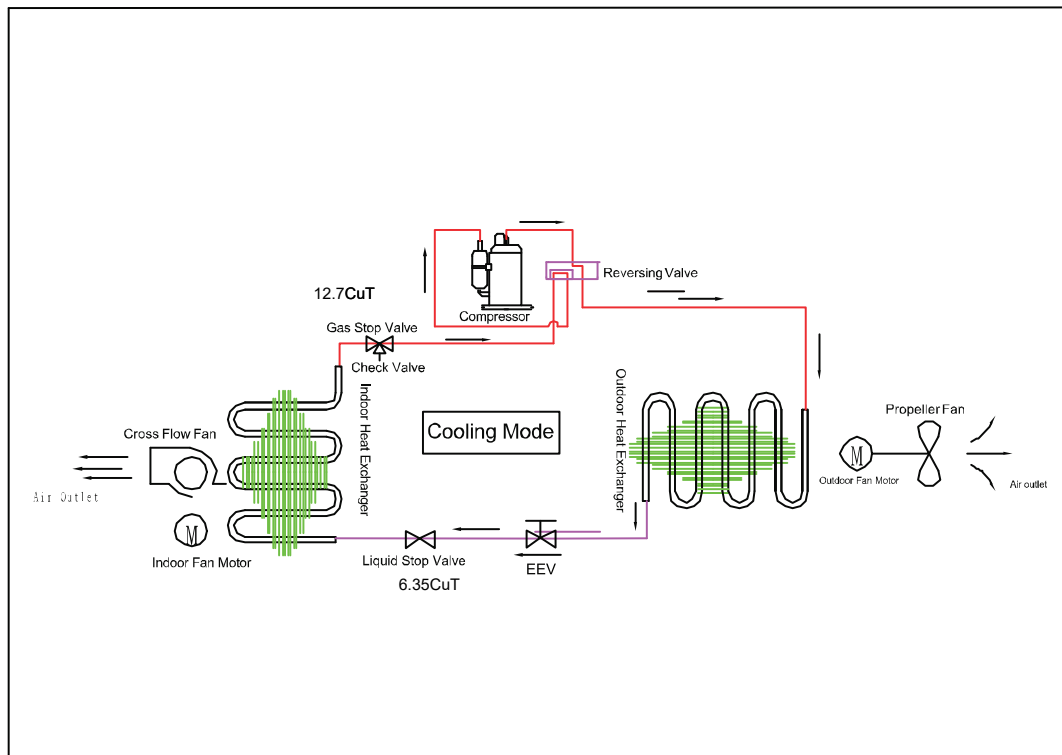 Reversing Valve
12.7CuT
Compressor
Gas Stop Valve
Check Valve
Indoor Heat Exchanger
Outdoor Heat Exchanger
Cooling Mode
Propeller Fan
Cross Flow Fan
M
Outdoor Fan Motor
Air outlet
Air Outlet
M
Indoor Fan Motor
Liquid Stop Valve
EEV
6.35CuT